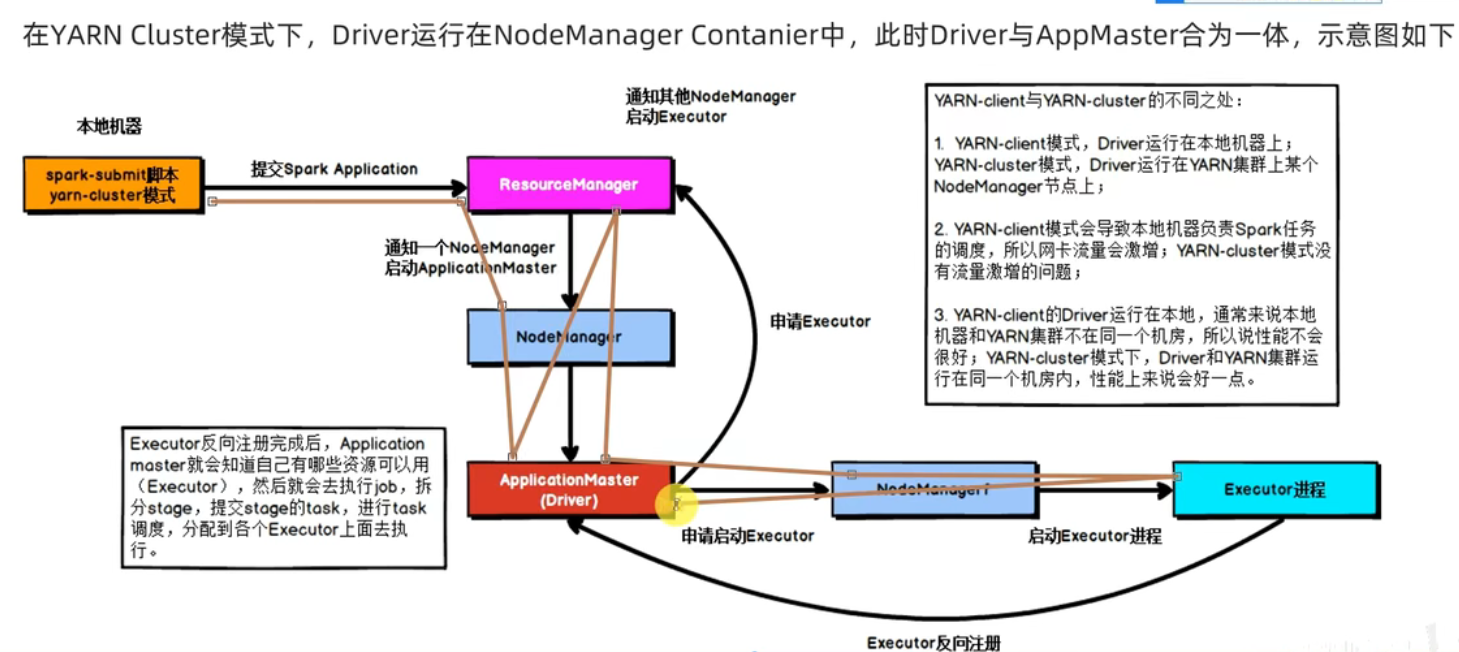 在YARN Cluster模式下，Driver运行在NodeManager Contanier中，此时Driver与AppMaster合为一体，示意图如下
通知其他NodeManager
启动Executor
本地机器
spark-submit脚本
yarn-cluster模式
提交Spark Application
ResourceManager
通知一个NodeManager
启动ApplicationMaster
NodeManager
申请Executor
YARN-client与YARN-cluster的不同之处：
1. YARN-client模式，Driver运行在本地机器上；
YARN-cluster模式，Driver运行在YARN集群上某个
NodeManager节点上；
2. YARN-client模式会导致本地机器负责Spark任务
的调度，所以网卡流量会激增；YARN-cluster模式没
有流量激增的问题；
3. YARN-client的Driver运行在本地，通常来说本地
机器和YARN集群不在同一个机房，所以说性能不会
很好；YARN-cluster模式下，Driver和YARN集群运
行在同一个机房内，性能上来说会好一点。
Executor反向注册完成后，Application
master就会知道自己有哪些资源可以用
（Executor），然后就会去执行job，拆
分stage，提交stage的task，进行task
调度，分配到各个Executor上面去执
行。
ApplicationMaster
(Driver)
NodeManager1
Executor进程
申请启动Executor
启动Executor进程
Executor反向注册